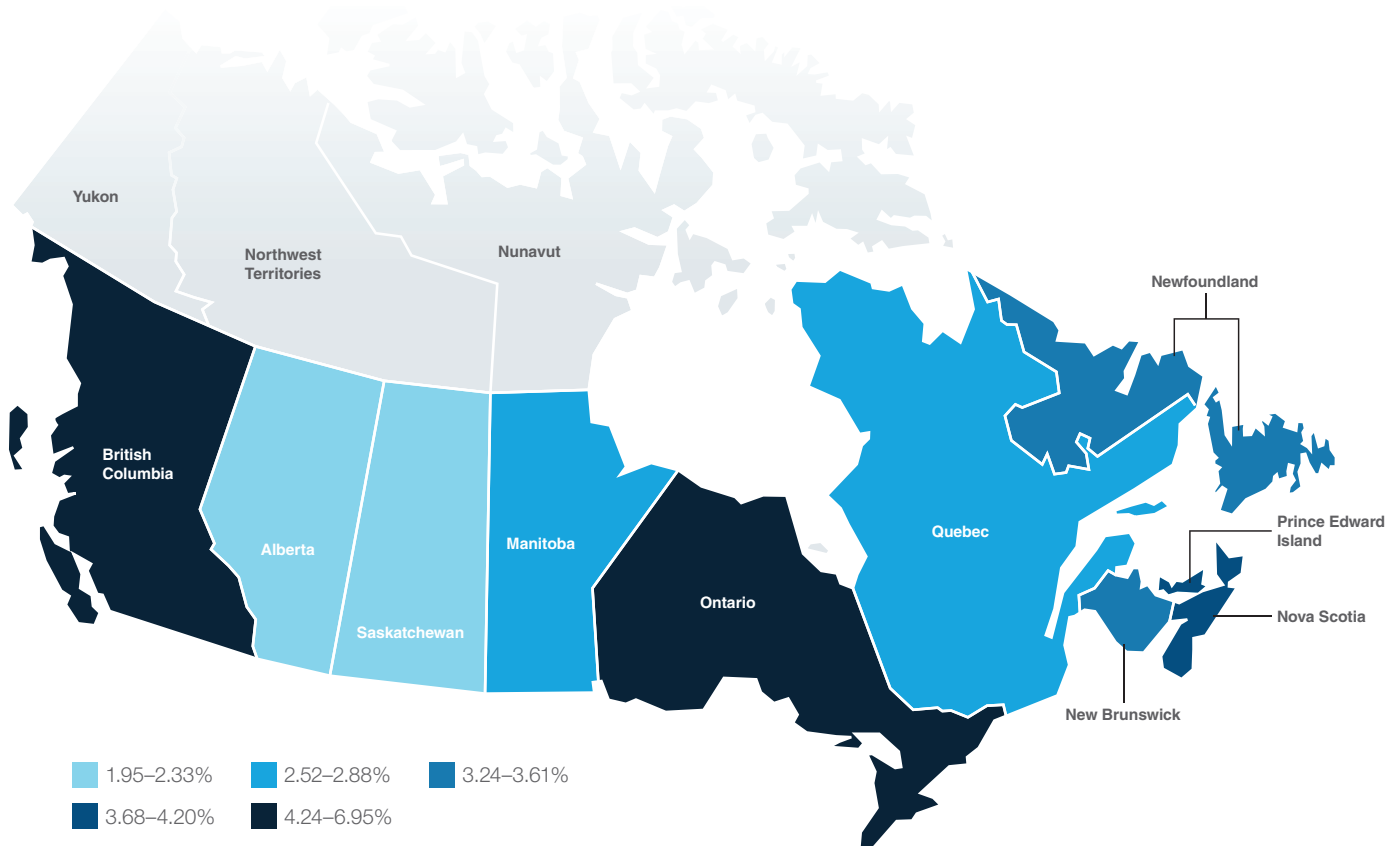 Yukon
Northwest
Territories
Nunavut
Newfoundland
British
Columbia
Alberta
Saskatchewan
Manitoba
Ontario
Quebec
Prince Edward
Island
Nova Scotia
New Brunswick
1.95–2.33%
2.52–2.88%
3.24–3.61%
3.68–4.20%
4.24–6.95%